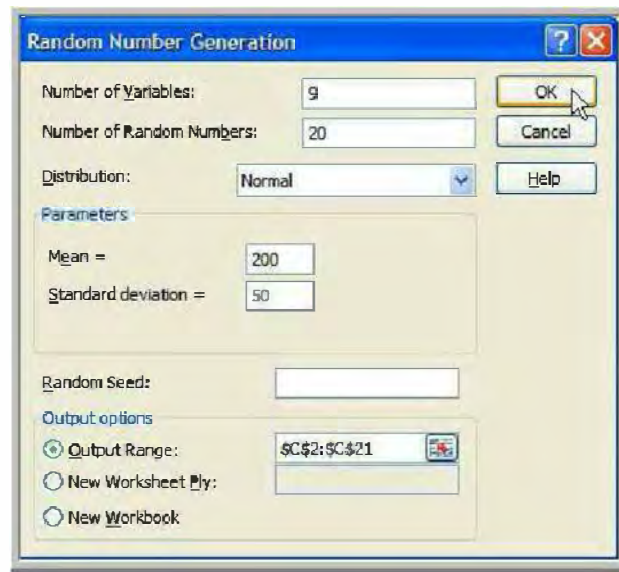 Random Number Generation
Number of Variables: 9
OK
Number of Random Numbers: 20
Cancel
Distribution: Normal
Help
Parameters
Mean = 200
Standard deviation = 50
Random Seed:
Output options
Output Range: $C$2:$C$21
New Worksheet Ply:
New Workbook